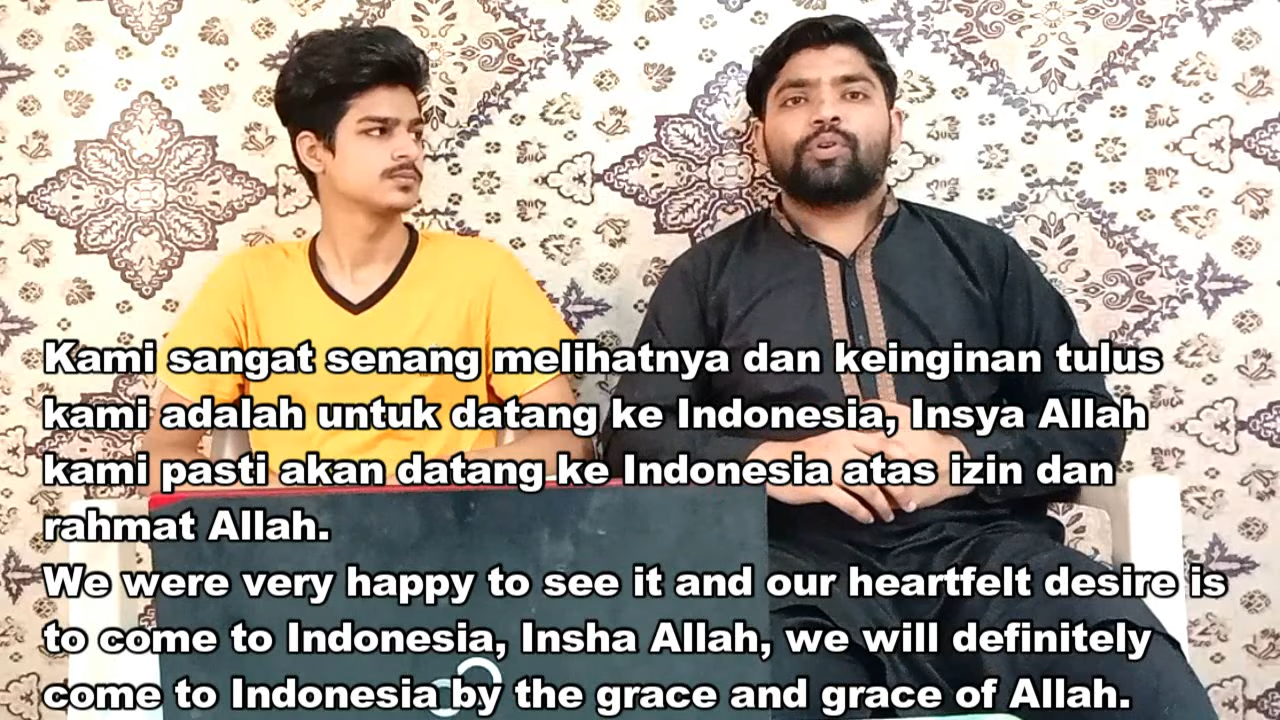 Kami sangat senang melihatnya dan keinginan tulus
kami adalah untuk datang ke Indonesia, Insya Allah
kami pasti akan datang ke Indonesia atas izin dan
rahmat Allah.
We were very happy to see it and our heartfelt desire is
to come to Indonesia, Insha Allah, we will definitely
come to Indonesia by the grace and grace of Allah.